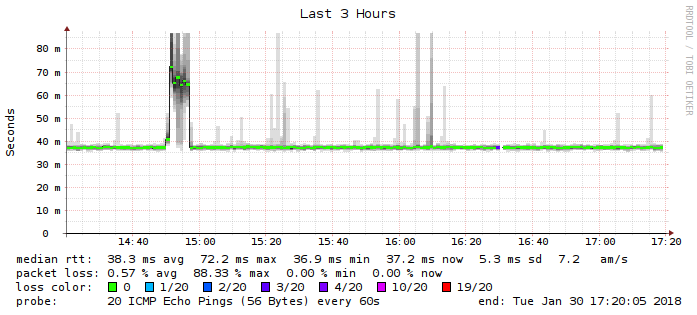 Last 3 Hours
RRDTOOL / TOBI OETIKER
Seconds
80 m
70 m
60 m
50 m
40 m
30 m
20 m
10 m
0
14:40 15:00 15:20 15:40 16:00 16:20 16:40 17:00 17:20
median rtt: 38.3 ms avg 72.2 ms max 36.9 ms min 37.2 ms now 5.3 ms sd 7.2 am/s
packet loss: 0.57 % avg 88.33 % max 0.00 % min 0.00 % now
loss color: 0 1/20 2/20 3/20 4/20 10/20 19/20
probe: 20 ICMP Echo Pings (56 Bytes) every 60s end: Tue Jan 30 17:20:05 2018